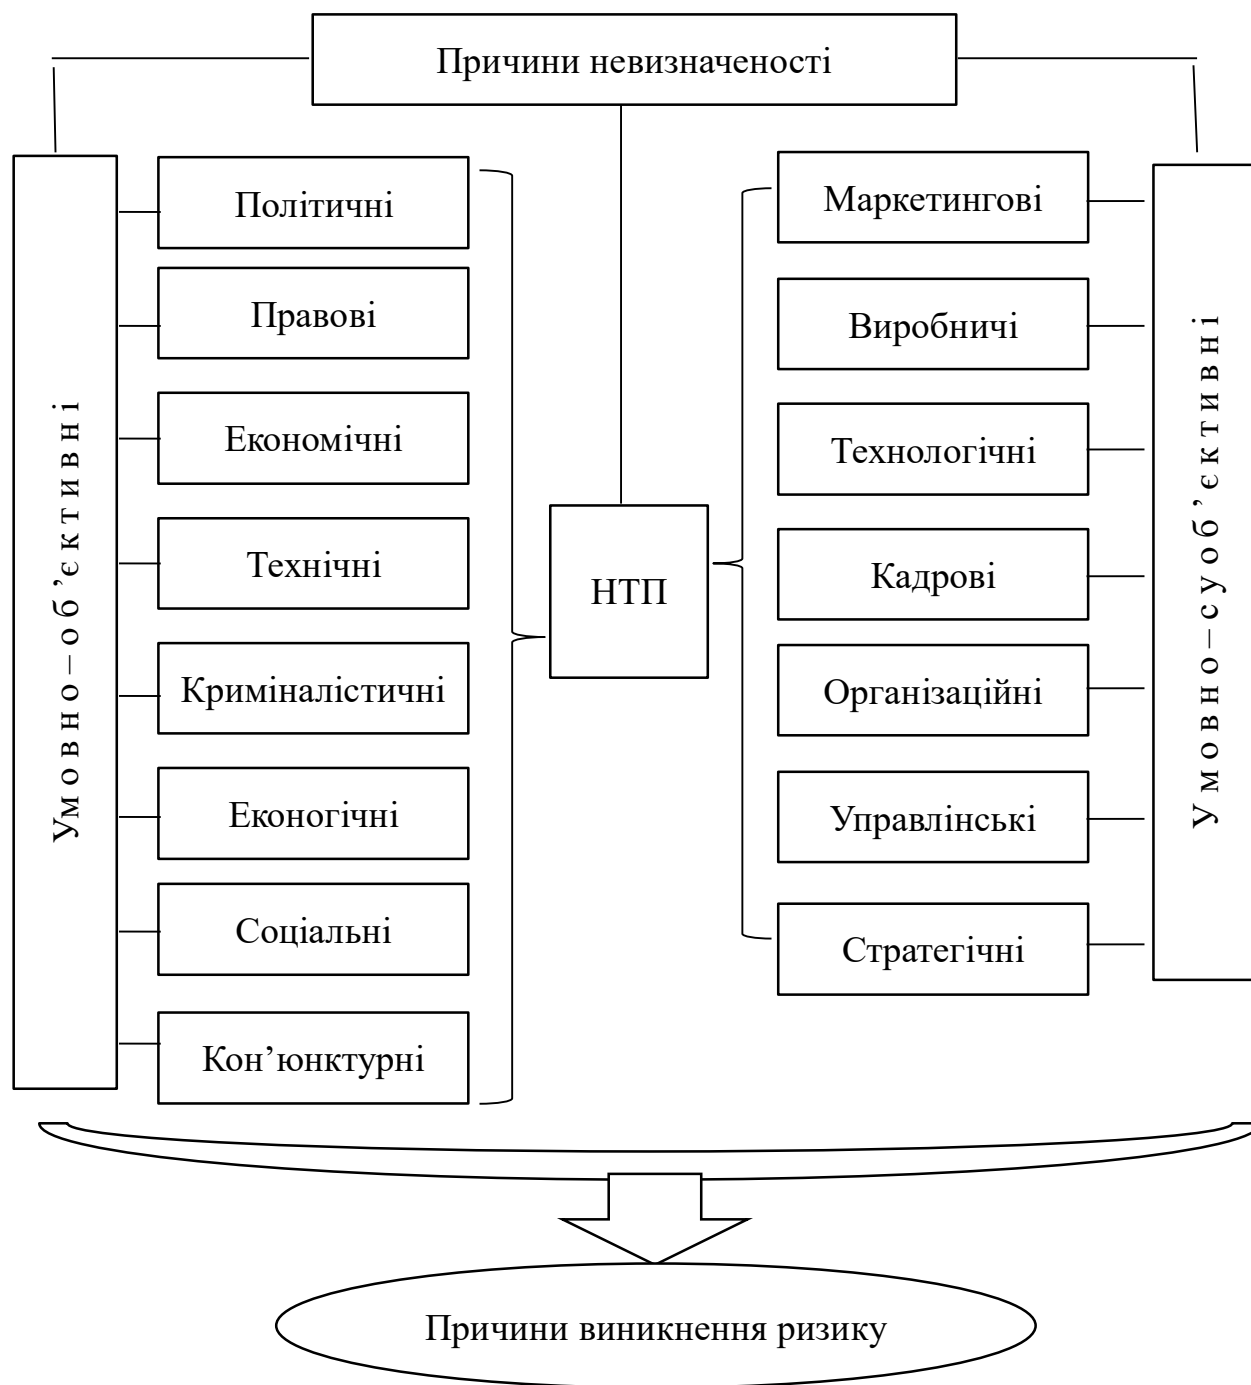 Причини невизначеності
Умовно–об’єктивні
Політичні
Правові
Економічні
Технічні
Криміналістичні
Еконогічні
Соціальні
Кон’юнктурні
НТП
Маркетингові
Виробничі
Технологічні
Кадрові
Організаційні
Управлінські
Стратегічні
Умовно–суоб’єктивні
Причини виникнення ризику